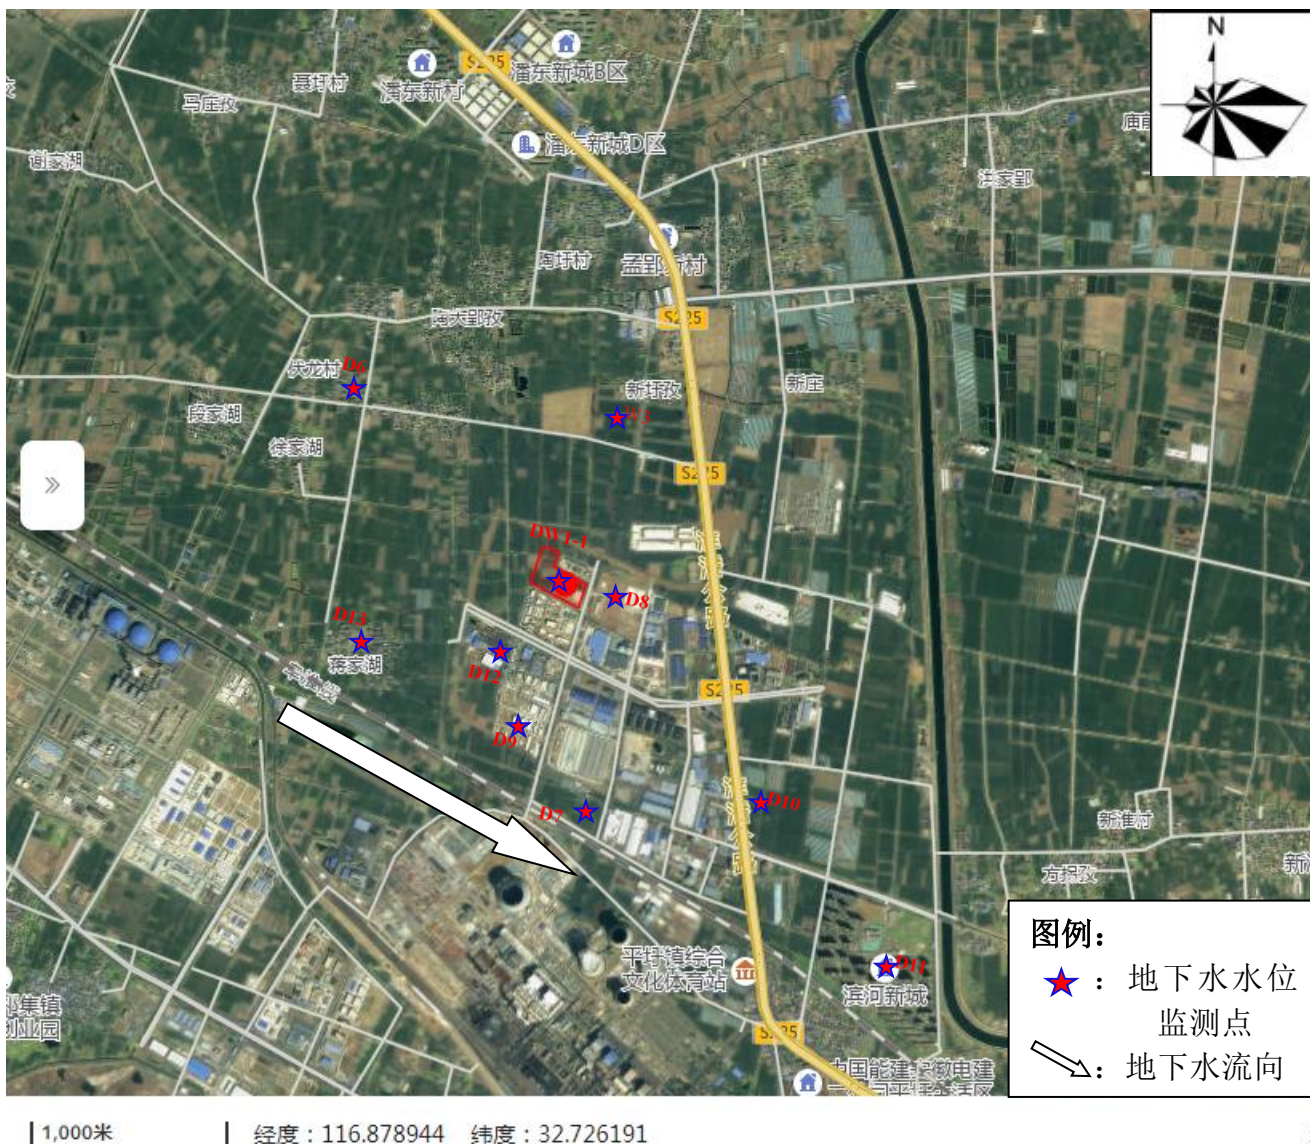 N
S225
潘东新城B区
聂圩村
潘东新村
马庄孜
潘东新城D区
谢家湖
洪家郢
陶圩村
孟郢新村
陶大郢孜
S225
伏龙村
D6
新圩孜
新庄
段家湖
徐家湖
S225
DW1-1
D8
D13
蒋家湖
D12
S225
D9
D7
D10
新淮村
方拐孜
图例：
：地下水水位
监测点
：地下水流向
平圩镇综合
文化体育站
D11
滨河新城
S225
1,000米
经度：116.878944 纬度：32.726191